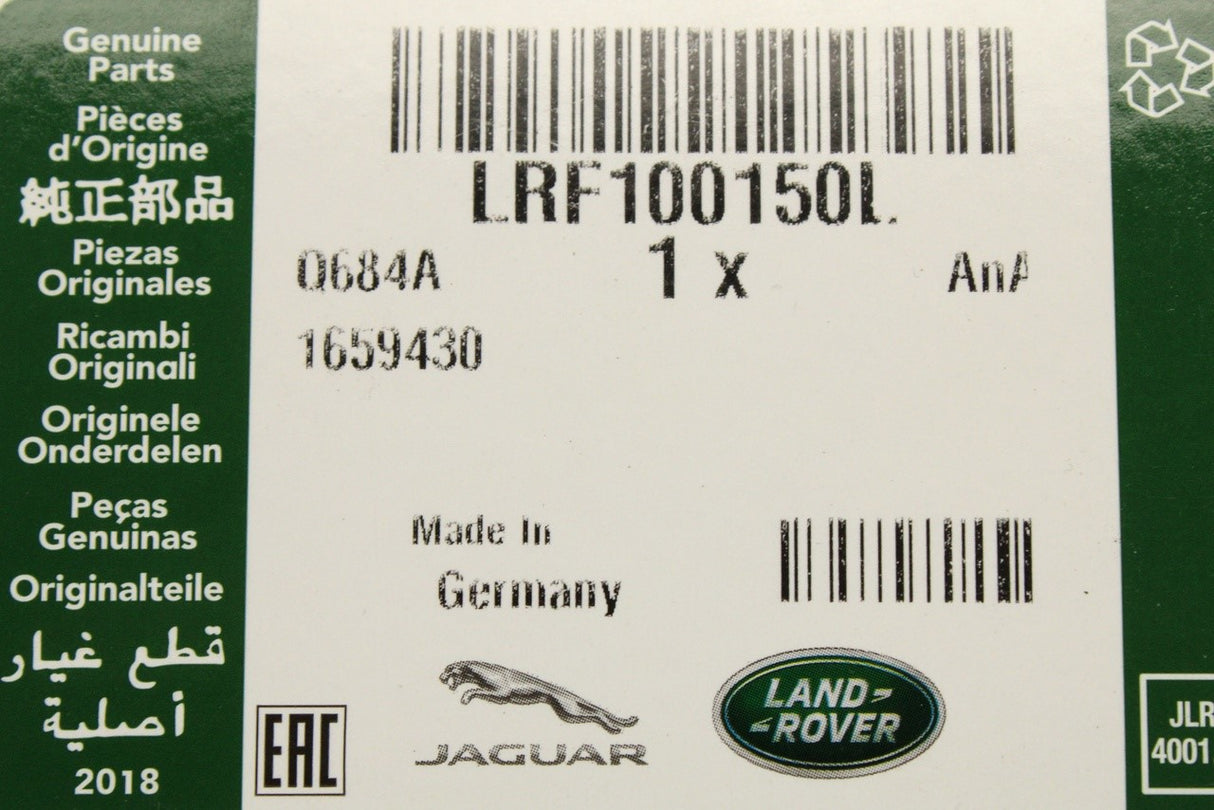 Genuine
Parts
Pièces
d'Origine
純正部品
Piezas
Originales
Ricambi
Originali
Originele
Onderdelen
Peças
Genuinas
Originalteile
قطع غيار
أصلية
2018
LRF100150L
Q684A
1 x
AnA
1659430
Made In
Germany
EAC
JAGUAR
LAND-
-ROVER
JLR
4001